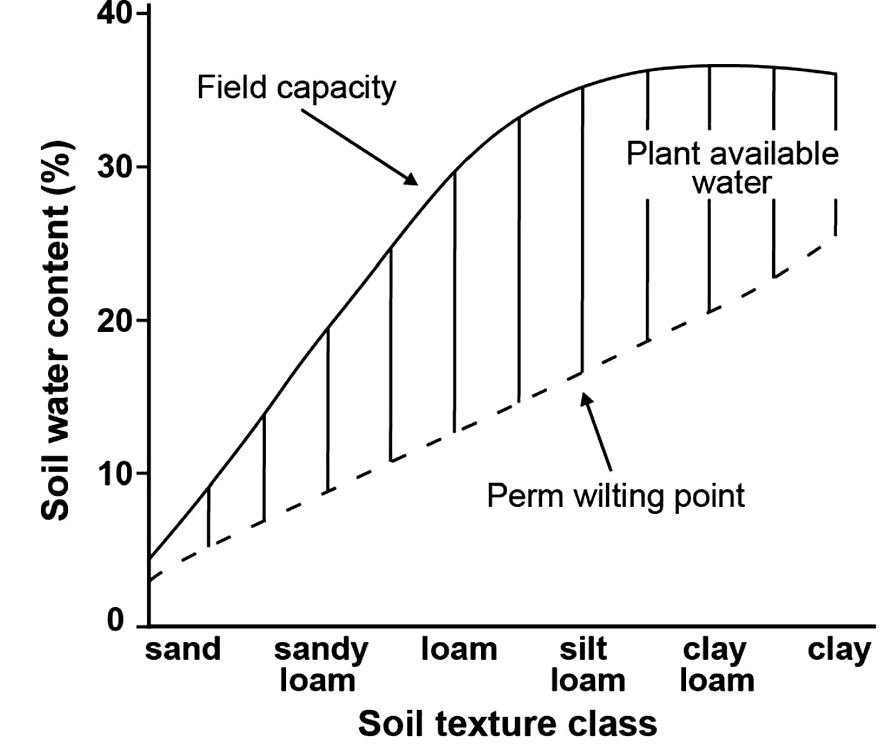 40
Field capacity
30
Plant available
water
20
10
Perm wilting point
0
Soil water content (%)
sand
sandy
loam
loam
silt
loam
clay
loam
clay
Soil texture class